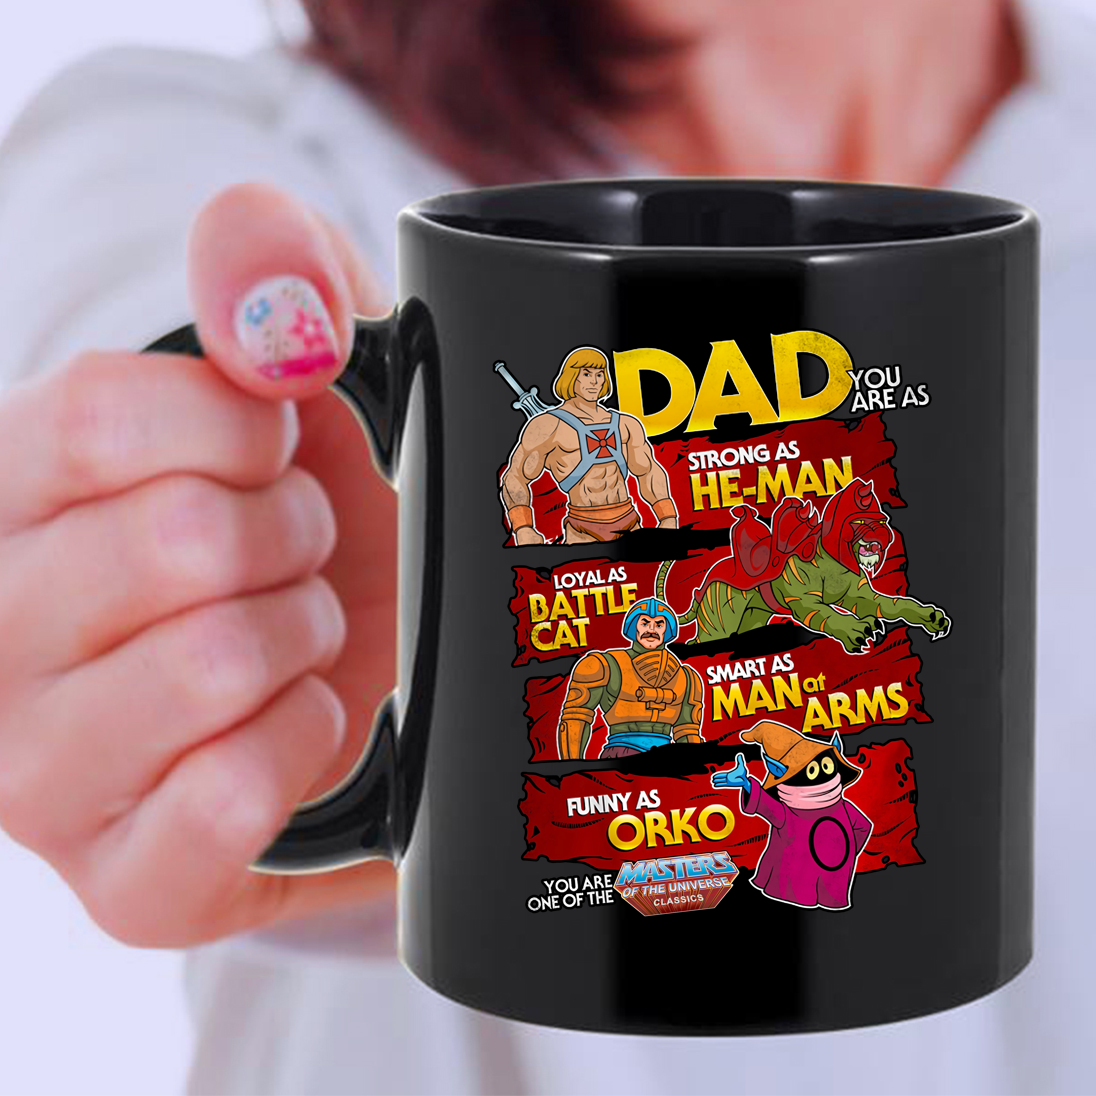 DAD YOU
ARE AS
STRONG AS
HE-MAN
LOYAL AS
BATTLE
CAT
SMART AS
MAN at
ARMS
FUNNY AS
ORKO
YOU ARE
ONE OF THE
MASTERS
OF THE UNIVERSE
CLASSICS